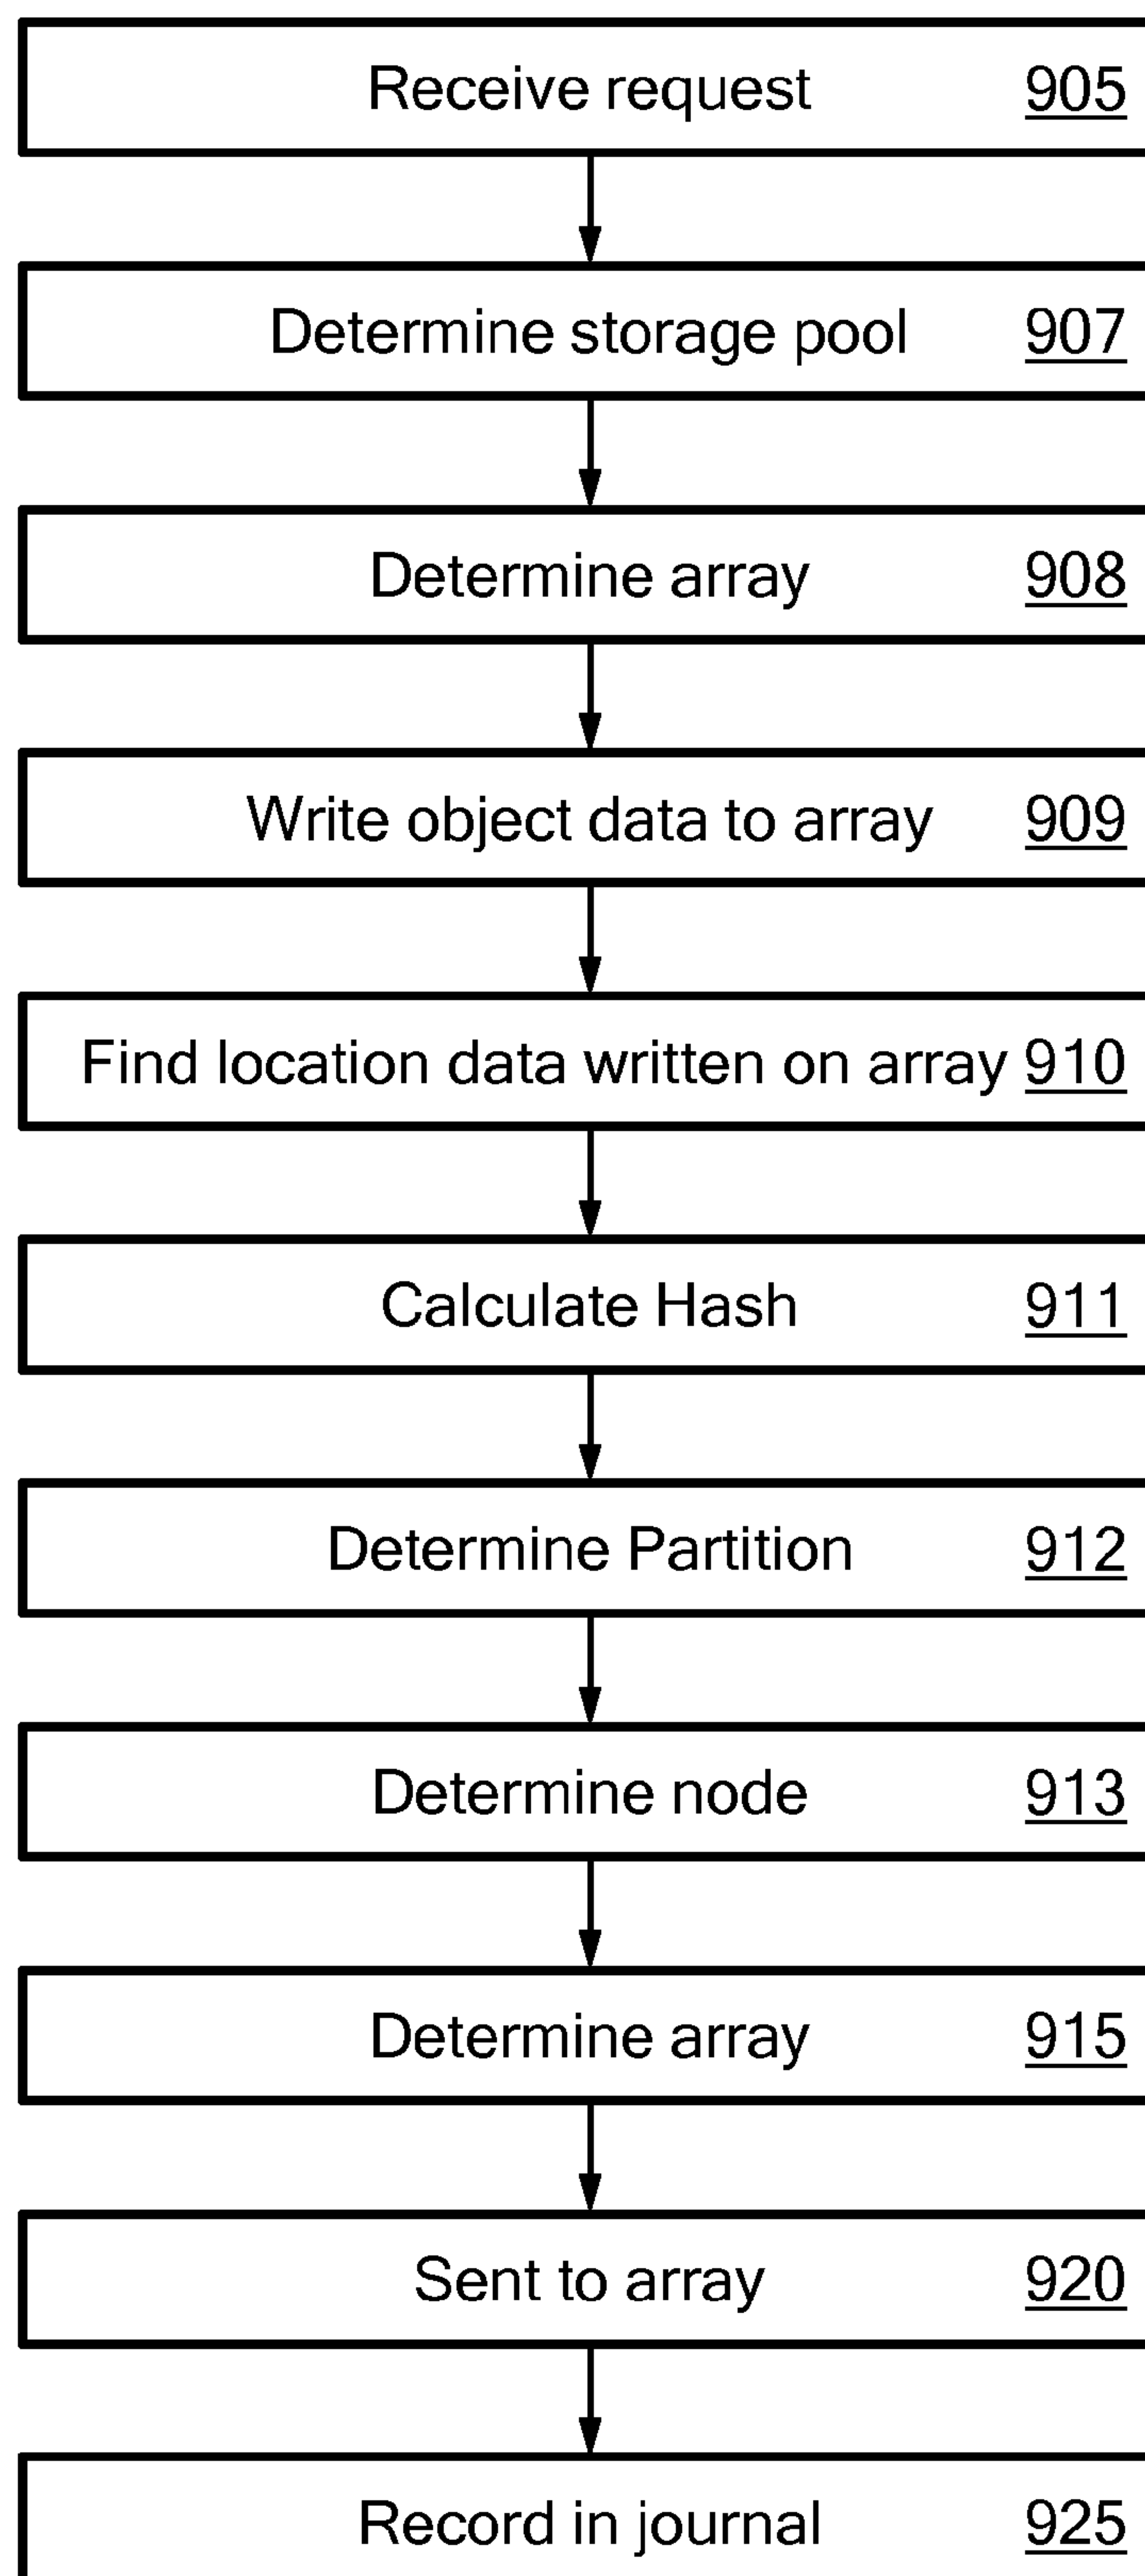 Receive request 905
Determine storage pool 907
Determine array 908
Write object data to array 909
Find location data written on array 910
Calculate Hash 911
Determine Partition 912
Determine node 913
Determine array 915
Sent to array 920
Record in journal 925